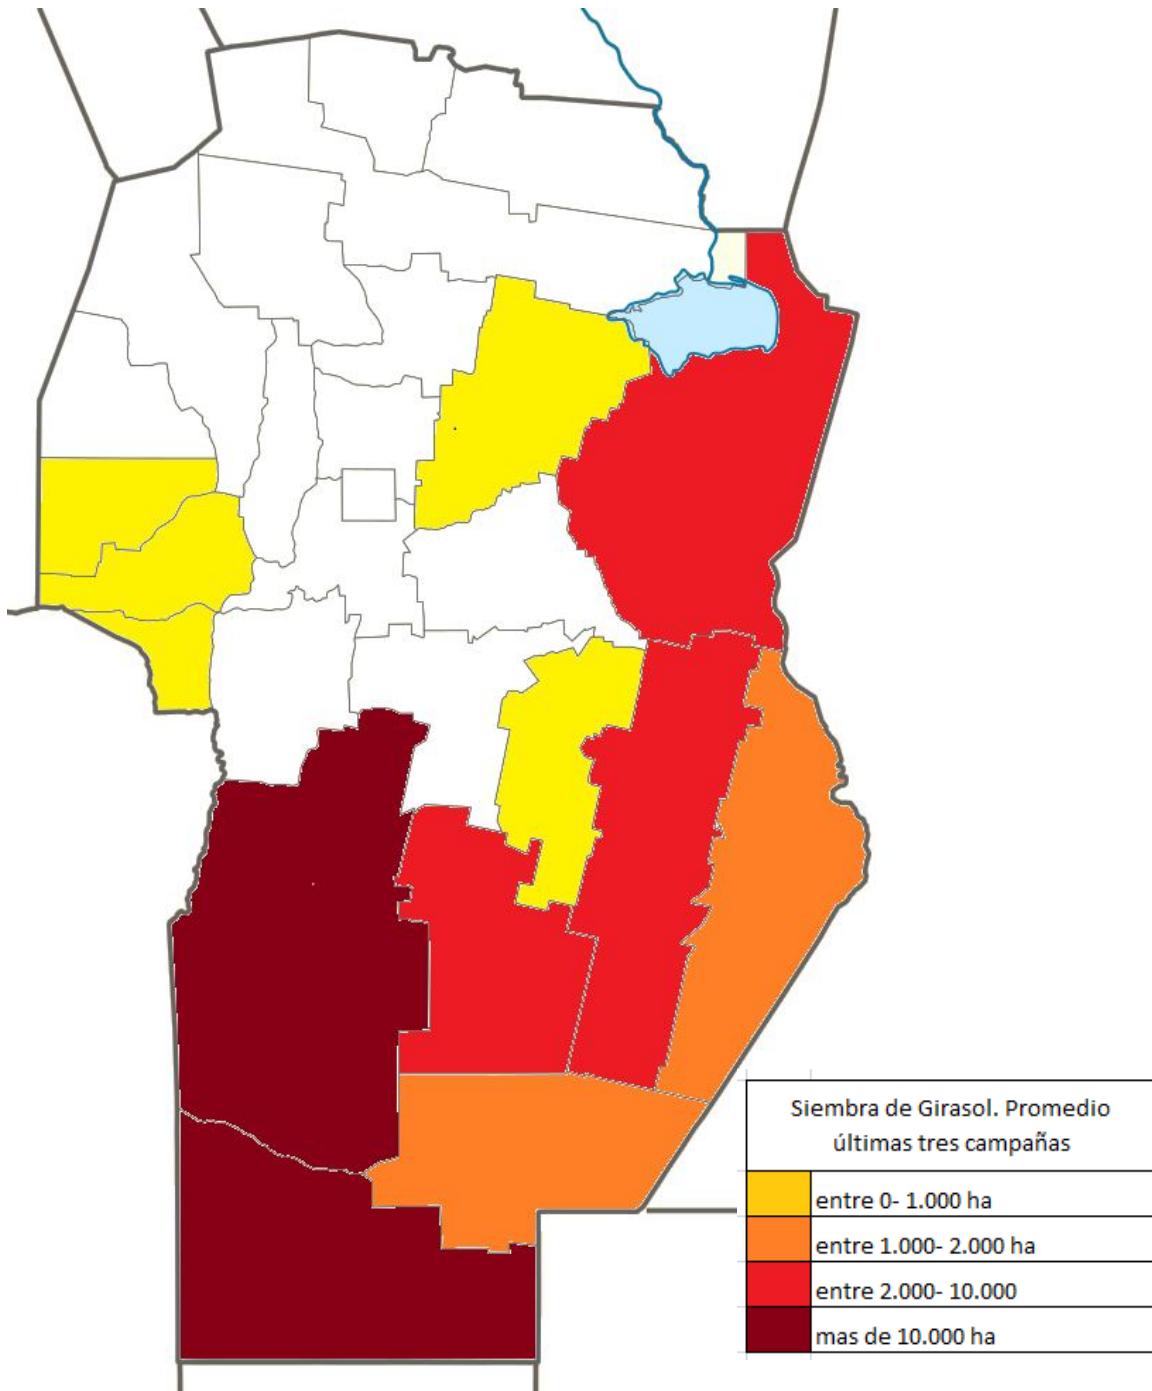 Siembra de Girasol. Promedio
últimas tres campañas
entre 0- 1.000 ha
entre 1.000- 2.000 ha
entre 2.000- 10.000
mas de 10.000 ha